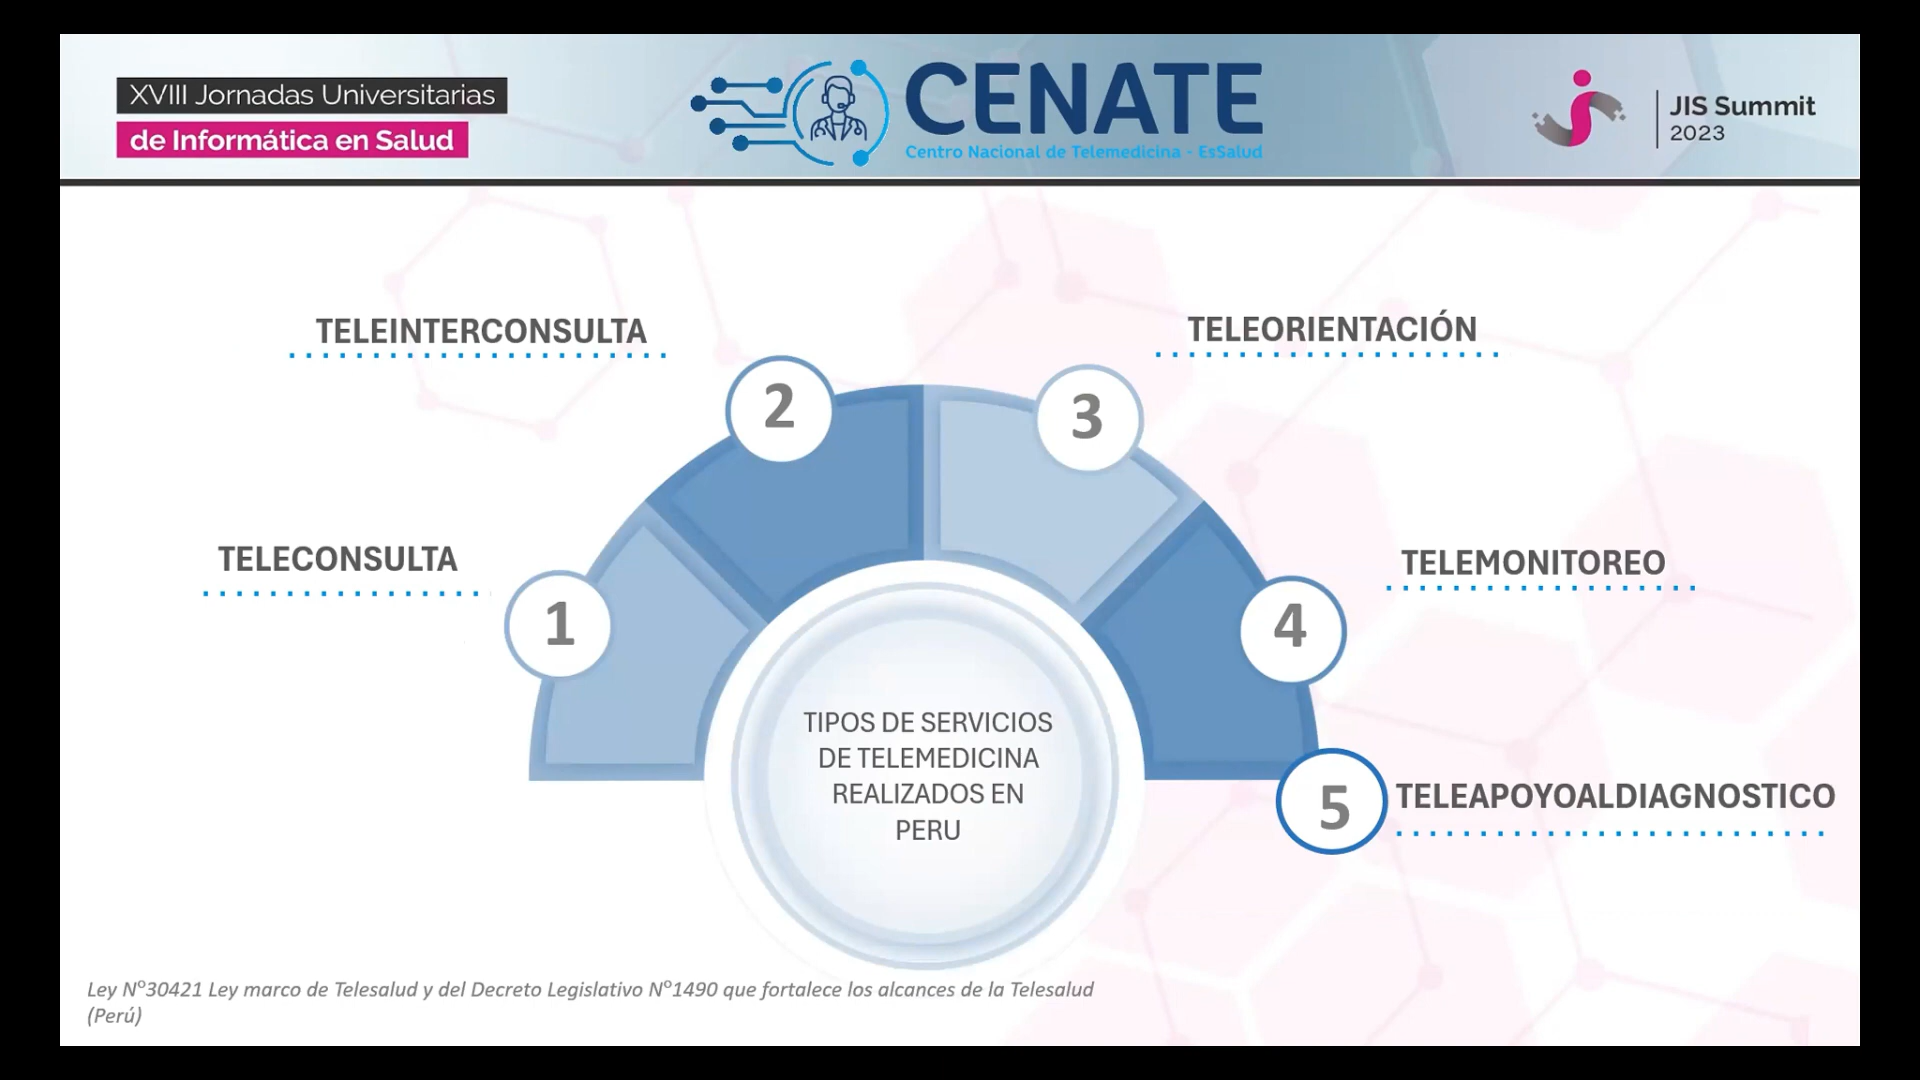 XVIII Jornadas Universitarias
de Informática en Salud
CENATE
Centro Nacional de Telemedicina - EsSalud
JIS Summit
2023
TELEINTERCONSULTA
TELEORIENTACIÓN
2
3
TELECONSULTA
TELEMONITOREO
1
4
TIPOS DE SERVICIOS
DE TELEMEDICINA
REALIZADOS EN
PERU
5
TELEAPOYOALDIAGNOSTICO
Ley N°30421 Ley marco de Telesalud y del Decreto Legislativo N°1490 que fortalece los alcances de la Telesalud
(Perú)